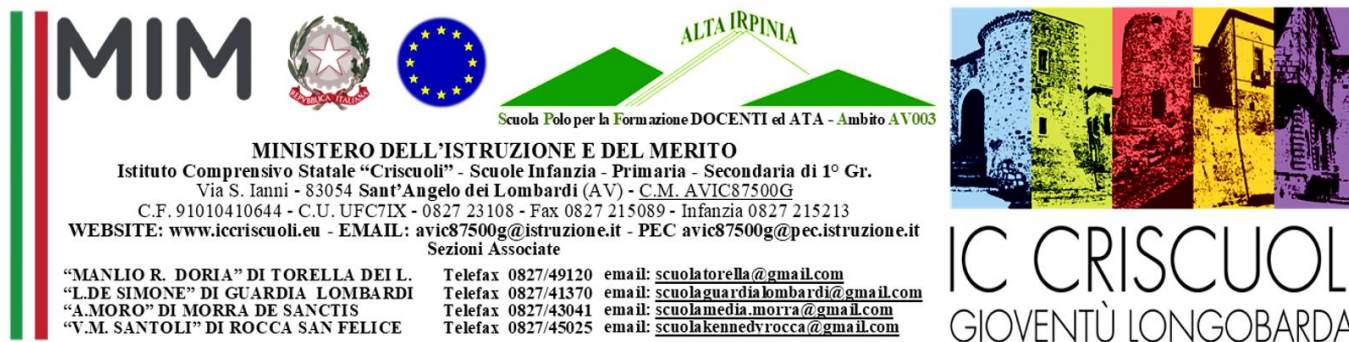 MIM
REPVBBLICA ITALIANA
ALTA IRPINIA
Scuola Polo per la Formazione DOCENTI ed ATA - Ambito AV003
MINISTERO DELL'ISTRUZIONE E DEL MERITO
Istituto Comprensivo Statale “Criscuoli” - Scuole Infanzia - Primaria - Secondaria di 1° Gr.
Via S. Ianni - 83054 Sant’Angelo dei Lombardi (AV) - C.M. AVIC87500G
C.F. 91010410644 - C.U. UFC7IX - 0827 23108 - Fax 0827 215089 - Infanzia 0827 215213
WEBSITE: www.iccriscuoli.eu - EMAIL: avic87500g@istruzione.it - PEC avic87500g@pec.istruzione.it
Sezioni Associate
“MANLIO R. DORIA” DI TORELLA DEI L. Telefax 0827/49120 email: scuolatorella@gmail.com
“L.DE SIMONE” DI GUARDIA LOMBARDI Telefax 0827/41370 email: scuolaguardialombardi@gmail.com
“A.MORO” DI MORRA DE SANCTIS Telefax 0827/43041 email: scuolamedia.morra@gmail.com
“V.M. SANTOLI” DI ROCCA SAN FELICE Telefax 0827/45025 email: scuolakennedyrocca@gmail.com
IC CRISCUOL
GIOVENTÙ LONGOBARDA